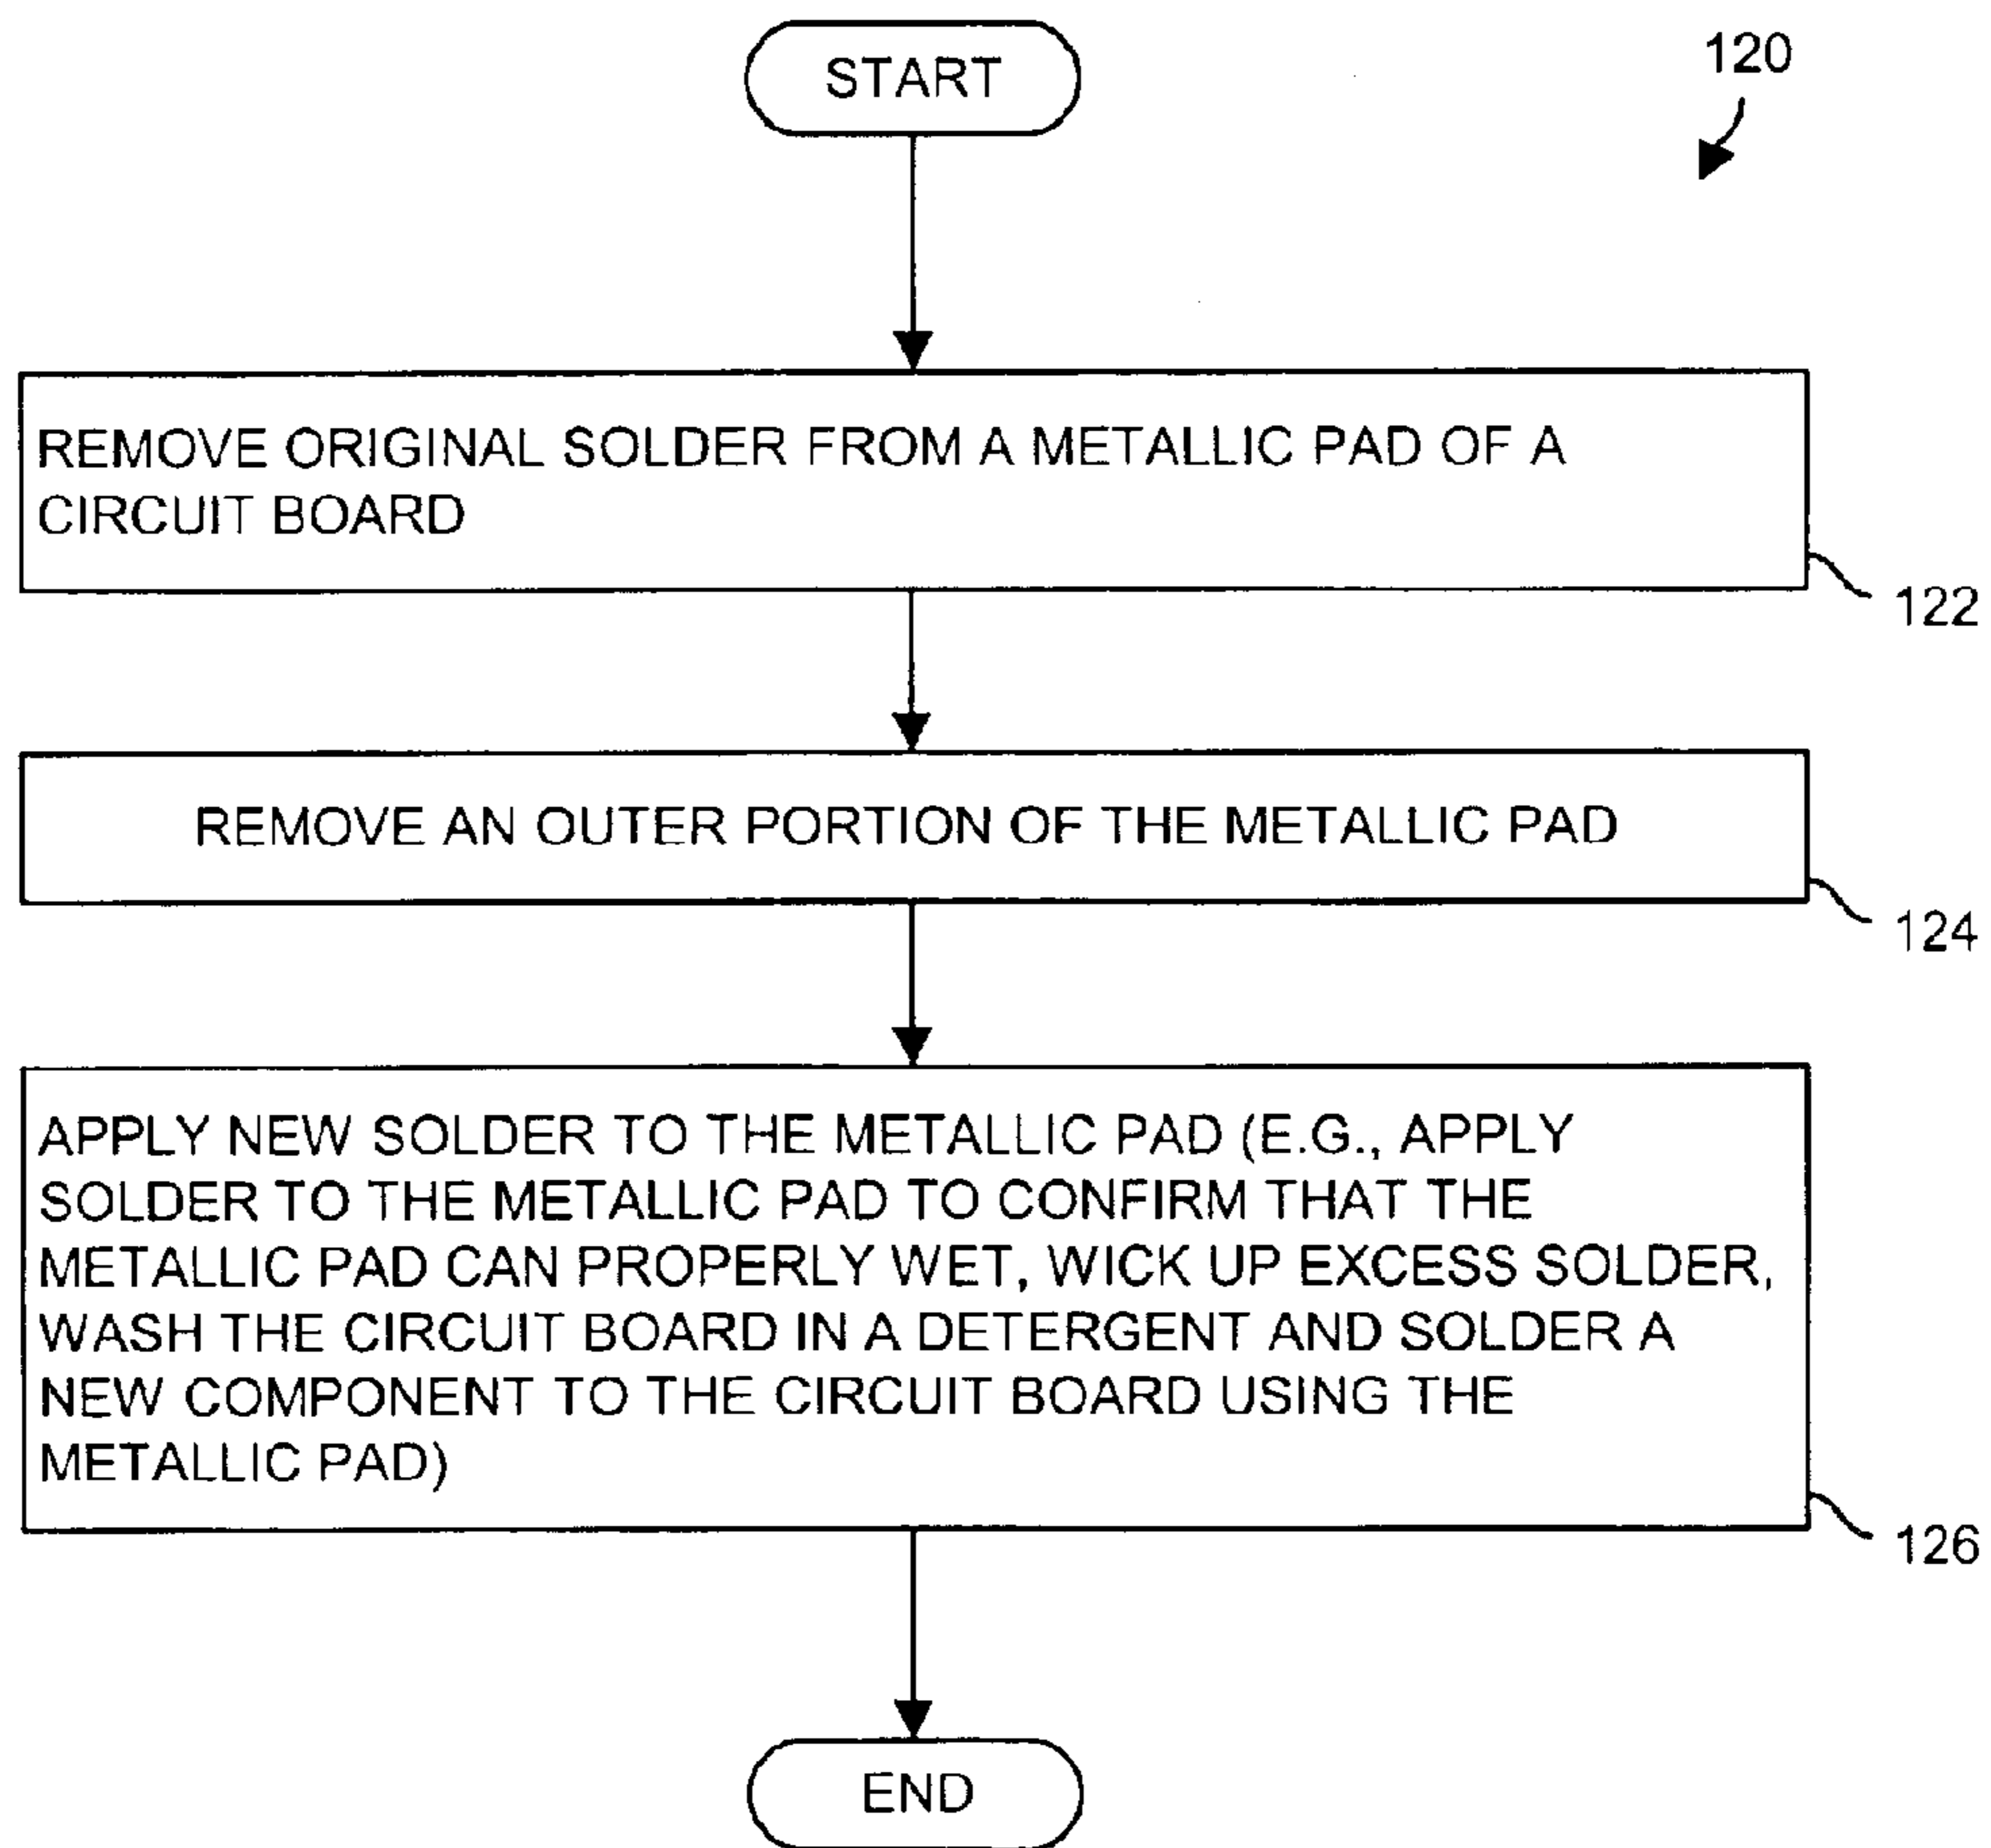 START
120
REMOVE ORIGINAL SOLDER FROM A METALLIC PAD OF A
CIRCUIT BOARD
122
REMOVE AN OUTER PORTION OF THE METALLIC PAD
124
APPLY NEW SOLDER TO THE METALLIC PAD (E.G., APPLY
SOLDER TO THE METALLIC PAD TO CONFIRM THAT THE
METALLIC PAD CAN PROPERLY WET, WICK UP EXCESS SOLDER,
WASH THE CIRCUIT BOARD IN A DETERGENT AND SOLDER A
NEW COMPONENT TO THE CIRCUIT BOARD USING THE
METALLIC PAD)
126
END